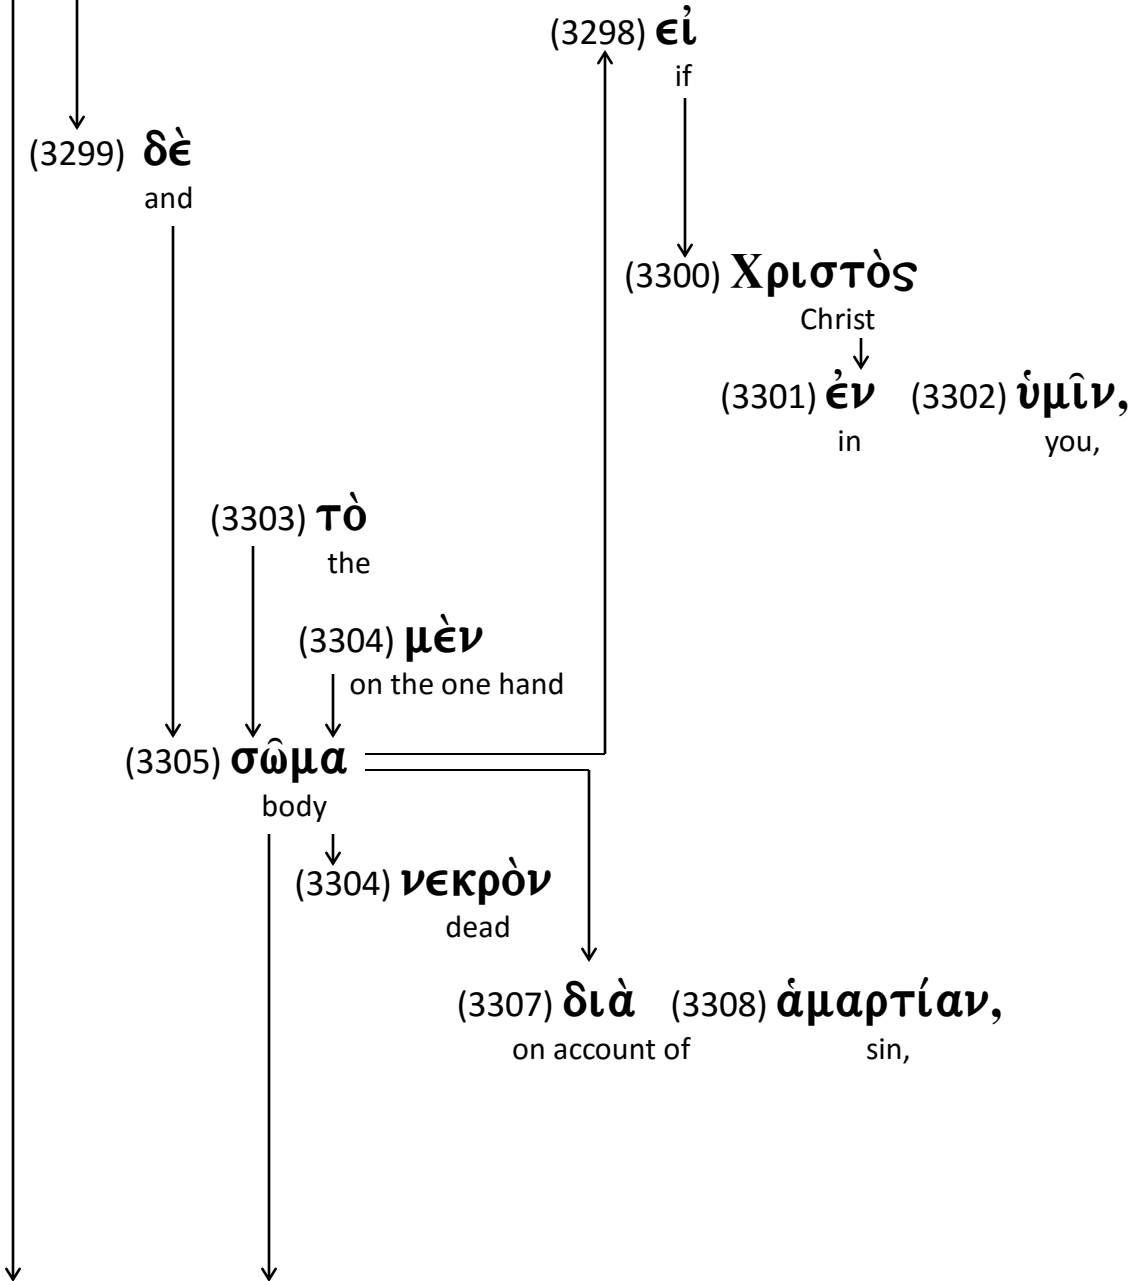 (3298) εἰ
if
(3299) δὲ
and
(3300) Χριστὸς
Christ
(3301) ἐν (3302) ὑμῖν,
in you,
(3303) τὸ
the
(3304) μὲν
on the one hand
(3305) σῶμα
body
(3304) νεκρὸν
dead
(3307) διὰ (3308) ἁμαρτίαν,
on account of sin,